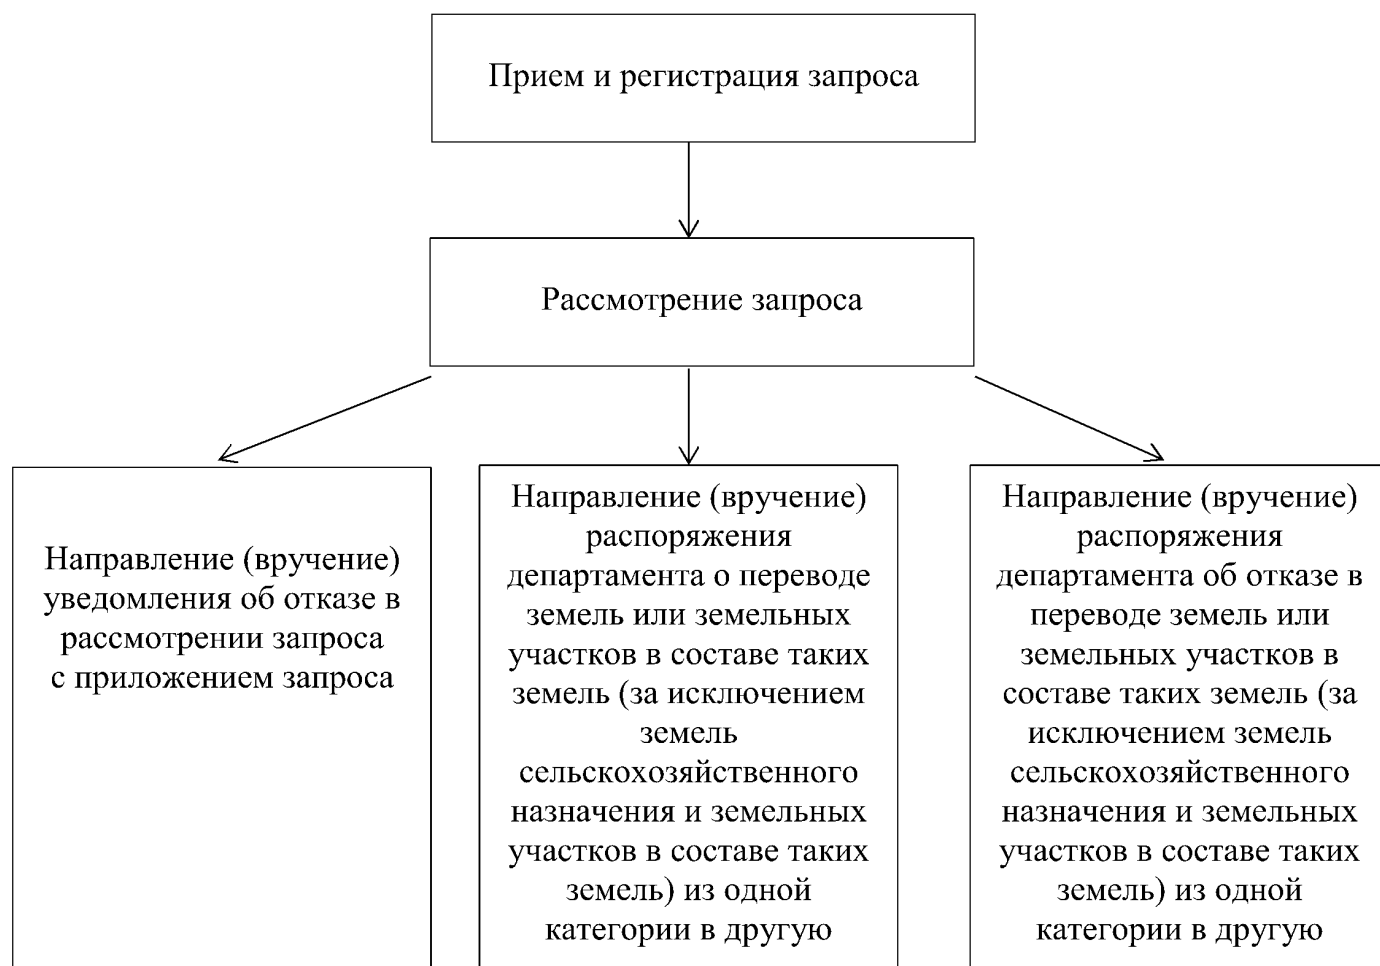 Прием и регистрация запроса
Рассмотрение запроса
Направление (вручение)
уведомления об отказе в
рассмотрении запроса
с приложением запроса
Направление (вручение)
распоряжения
департамента о переводе
земель или земельных
участков в составе таких
земель (за исключением
земель
сельскохозяйственного
назначения и земельных
участков в составе таких
земель) из одной
категории в другую
Направление (вручение)
распоряжения
департамента об отказе в
переводе земель или
земельных участков в
составе таких земель (за
исключением земель
сельскохозяйственного
назначения и земельных
участков в составе таких
земель) из одной
категории в другую